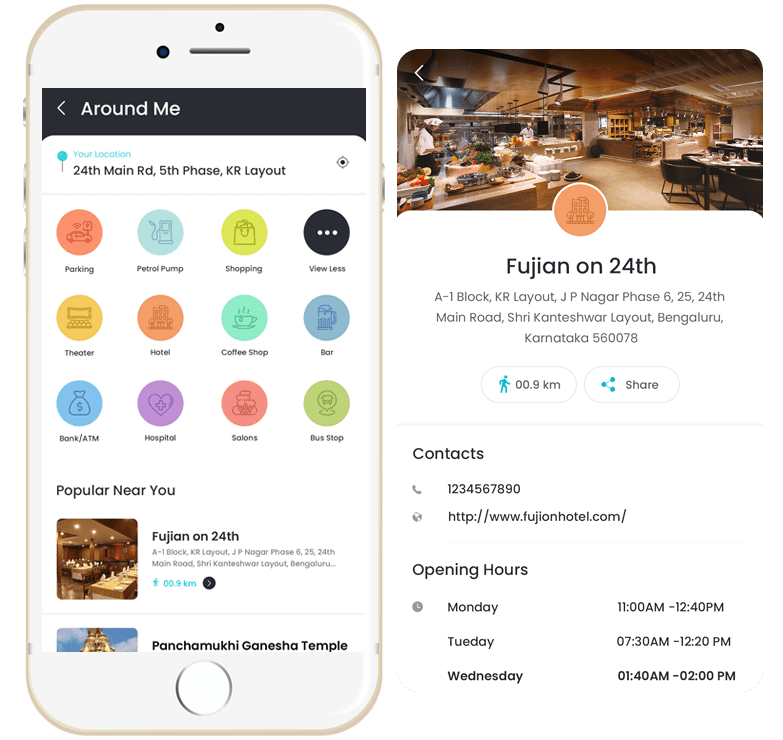 Around Me
Your Location
24th Main Rd, 5th Phase, KR Layout
P
Parking
Petrol Pump
Shopping
View Less
Theater
Hotel
Coffee Shop
Bar
$
Bank/ATM
Hospital
Salons
Bus Stop
Popular Near You
Fujian on 24th
A-1 Block, KR Layout, J P Nagar Phase 6, 25, 24th
Main Road, Shri Kanteshwar Layout, Bengaluru...
00.9 km
Panchamukhi Ganesha Temple
Fujian on 24th
A-1 Block, KR Layout, J P Nagar Phase 6, 25, 24th
Main Road, Shri Kanteshwar Layout, Bengaluru,
Karnataka 560078
00.9 km
Share
Contacts
1234567890
http://www.fujionhotel.com/
Opening Hours
Monday 11:00AM -12:40PM
Tueday 07:30AM -12:20 PM
Wednesday 01:40AM -02:00 PM